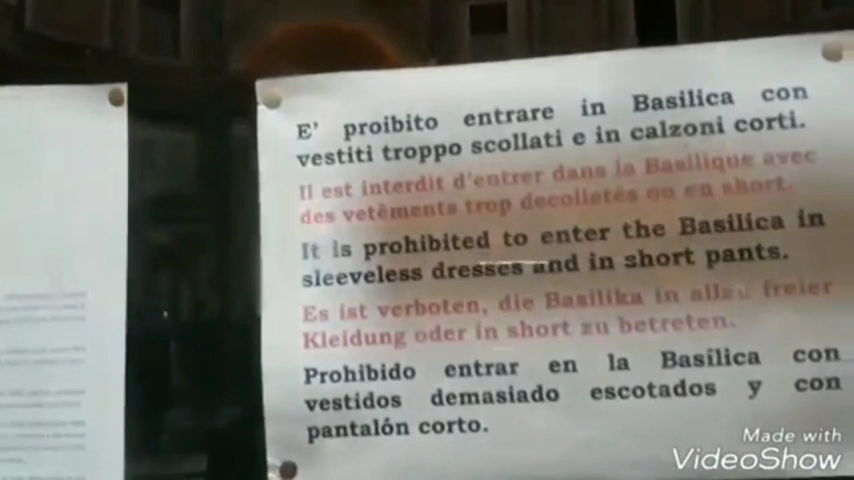 E' proibito entrare in Basilica con
vestiti troppo scollati e in calzoni corti.
Il est interdit d'entrer dans la Basilique avec
des vetêments trop decolletés ou en short.
It is prohibited to enter the Basilica in
sleeveless dresses and in short pants.
Es ist verboten, die Basilika in allzu freier
Kleidung oder in short zu betreten.
Prohibido entrar en la Basílica con
vestidos demasiado escotados y con
pantalón corto.
Made with
VideoShow